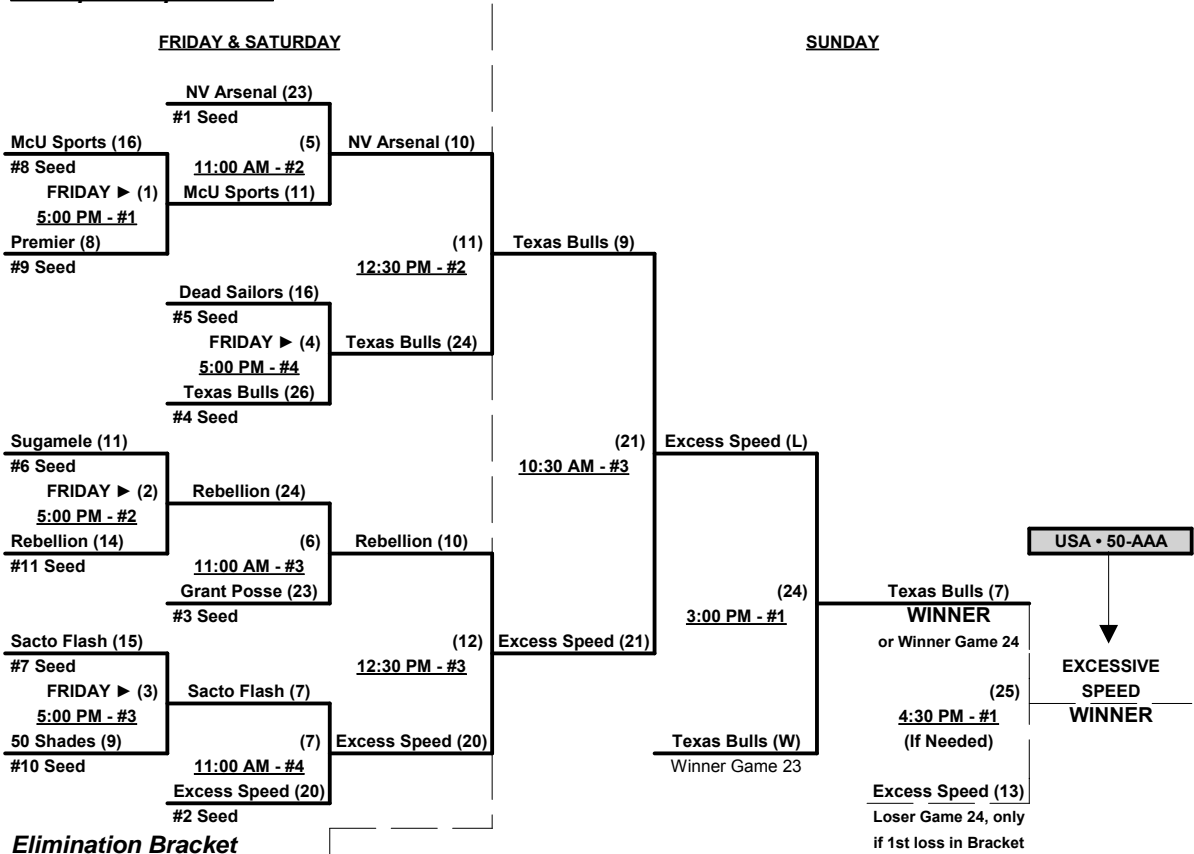 FRIDAY & SATURDAY
SUNDAY
NV Arsenal (23)
#1 Seed
McU Sports (16)
(5)
NV Arsenal (10)
#8 Seed
11:00 AM - #2
FRIDAY ► (1)
McU Sports (11)
5:00 PM - #1
Premier (8)
(11)
Texas Bulls (9)
#9 Seed
12:30 PM - #2
Dead Sailors (16)
#5 Seed
FRIDAY ► (4)
Texas Bulls (24)
5:00 PM - #4
Texas Bulls (26)
#4 Seed
Sugamele (11)
(21)
Excess Speed (L)
#6 Seed
10:30 AM - #3
FRIDAY ► (2)
Rebellion (24)
5:00 PM - #2
Rebellion (14)
(6)
Rebellion (10)
USA • 50-AAA
#11 Seed
11:00 AM - #3
Grant Posse (23)
(24)
Texas Bulls (7)
#3 Seed
3:00 PM - #1
WINNER
or Winner Game 24
Sacto Flash (15)
(12)
Excess Speed (21)
#7 Seed
12:30 PM - #3
EXCESSIVE
FRIDAY ► (3)
Sacto Flash (7)
(25)
SPEED
5:00 PM - #3
4:30 PM - #1
WINNER
50 Shades (9)
(7)
Excess Speed (20)
Texas Bulls (W)
(If Needed)
#10 Seed
11:00 AM - #4
Winner Game 23
Excess Speed (20)
Excess Speed (13)
#2 Seed
Loser Game 24, only
Elimination Bracket
if 1st loss in Bracket